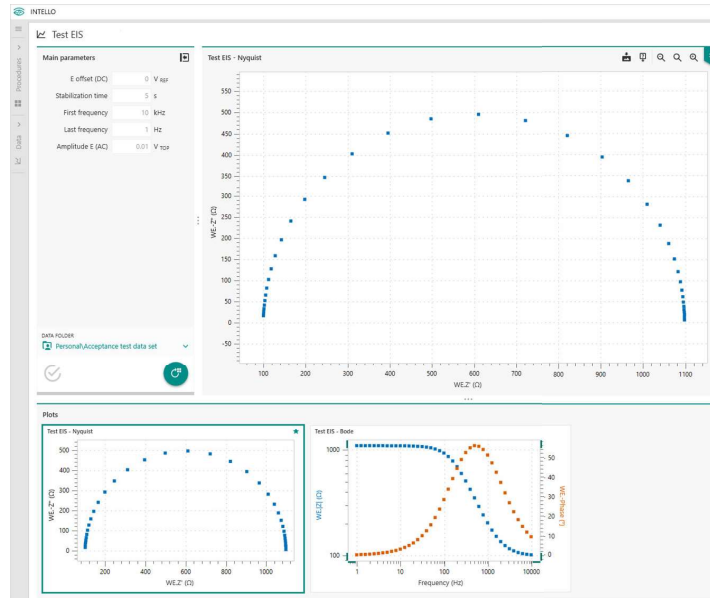 INTELLO
Test EIS
Procedures
Data
Main parameters
E offset (DC) 0 V REF
Stabilization time 5 s
First frequency 10 kHz
Last frequency 1 Hz
Amplitude E (AC) 0.01 V TOP
DATA FOLDER
Personal\Acceptance test data set
Test EIS - Nyquist
550
500
450
400
350
300
250
200
150
100
50
0
-50
WE.-Z'' (Ω)
100 200 300 400 500 600 700 800 900 1000 1100
WE.Z' (Ω)
Plots
Test EIS - Nyquist
500
400
300
200
100
0
WE.-Z'' (Ω)
200 400 600 800 1000
WE.Z' (Ω)
Test EIS - Bode
1000
100
WE.|Z| (Ω)
50
40
30
20
10
0
WE.-Phase (°)
1 10 100 1000 10000
Frequency (Hz)